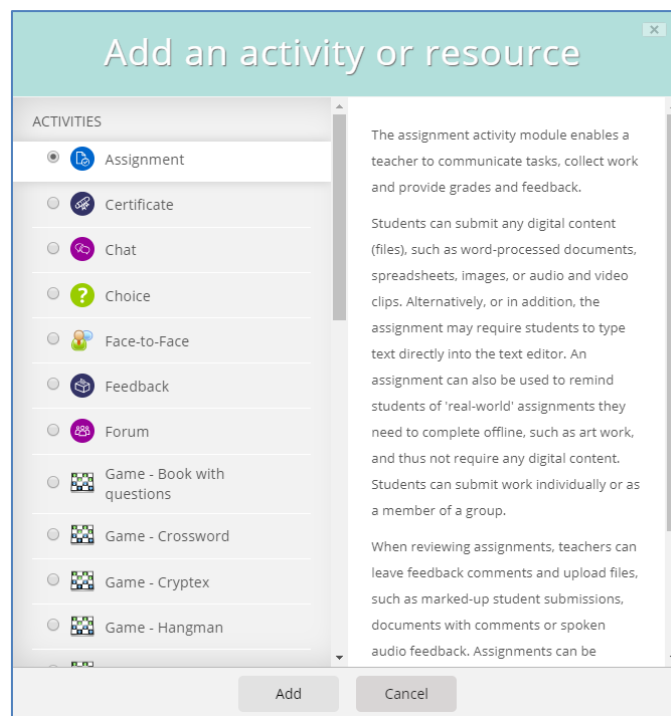 Add an activity or resource
ACTIVITIES
Assignment
Certificate
Chat
Choice
Face-to-Face
Feedback
Forum
Game - Book with
questions
Game - Crossword
Game - Cryptex
Game - Hangman
The assignment activity module enables a
teacher to communicate tasks, collect work
and provide grades and feedback.
Students can submit any digital content
(files), such as word-processed documents,
spreadsheets, images, or audio and video
clips. Alternatively, or in addition, the
assignment may require students to type
text directly into the text editor. An
assignment can also be used to remind
students of 'real-world' assignments they
need to complete offline, such as art work,
and thus not require any digital content.
Students can submit work individually or as
a member of a group.
When reviewing assignments, teachers can
leave feedback comments and upload files,
such as marked-up student submissions,
documents with comments or spoken
audio feedback. Assignments can be
Add
Cancel